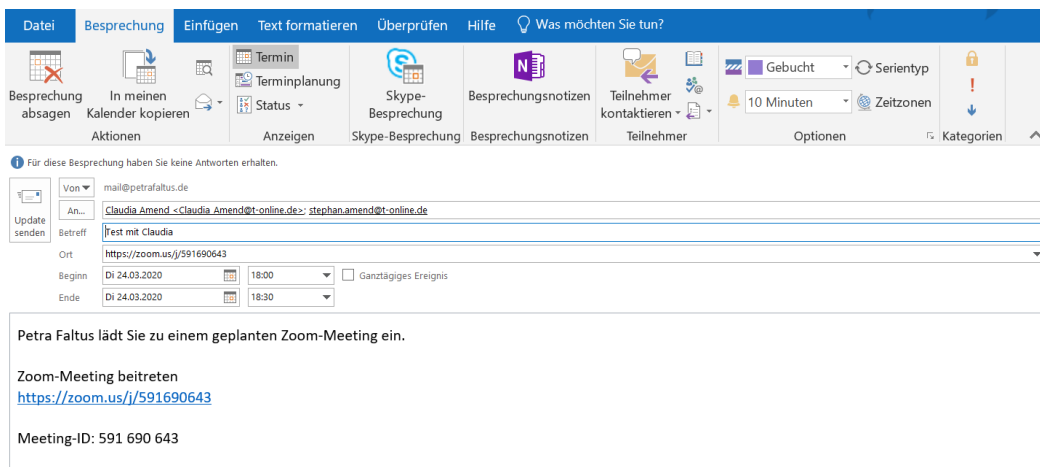 Datei Besprechung Einfügen Text formatieren Überprüfen Hilfe Was möchten Sie tun?
Besprechung absagen
In meinen Kalender kopieren
Aktionen
Termin
Terminplanung
Status
Anzeigen
Skype-Besprechung
Skype-Besprechung
N
Besprechungsnotizen
Besprechungsnotizen
Teilnehmer kontaktieren
Teilnehmer
Gebucht
Serientyp
10 Minuten
Zeitzonen
Optionen
Kategorien
Für diese Besprechung haben Sie keine Antworten erhalten.
Update senden
Von mail@petrafaltus.de
An... Claudia Amend <Claudia_Amend@t-online.de>; stephan.amend@t-online.de
Betreff Test mit Claudia
Ort https://zoom.us/j/591690643
Beginn Di 24.03.2020 18:00 Ganztägiges Ereignis
Ende Di 24.03.2020 18:30
Petra Faltus lädt Sie zu einem geplanten Zoom-Meeting ein.
Zoom-Meeting beitreten
https://zoom.us/j/591690643
Meeting-ID: 591 690 643